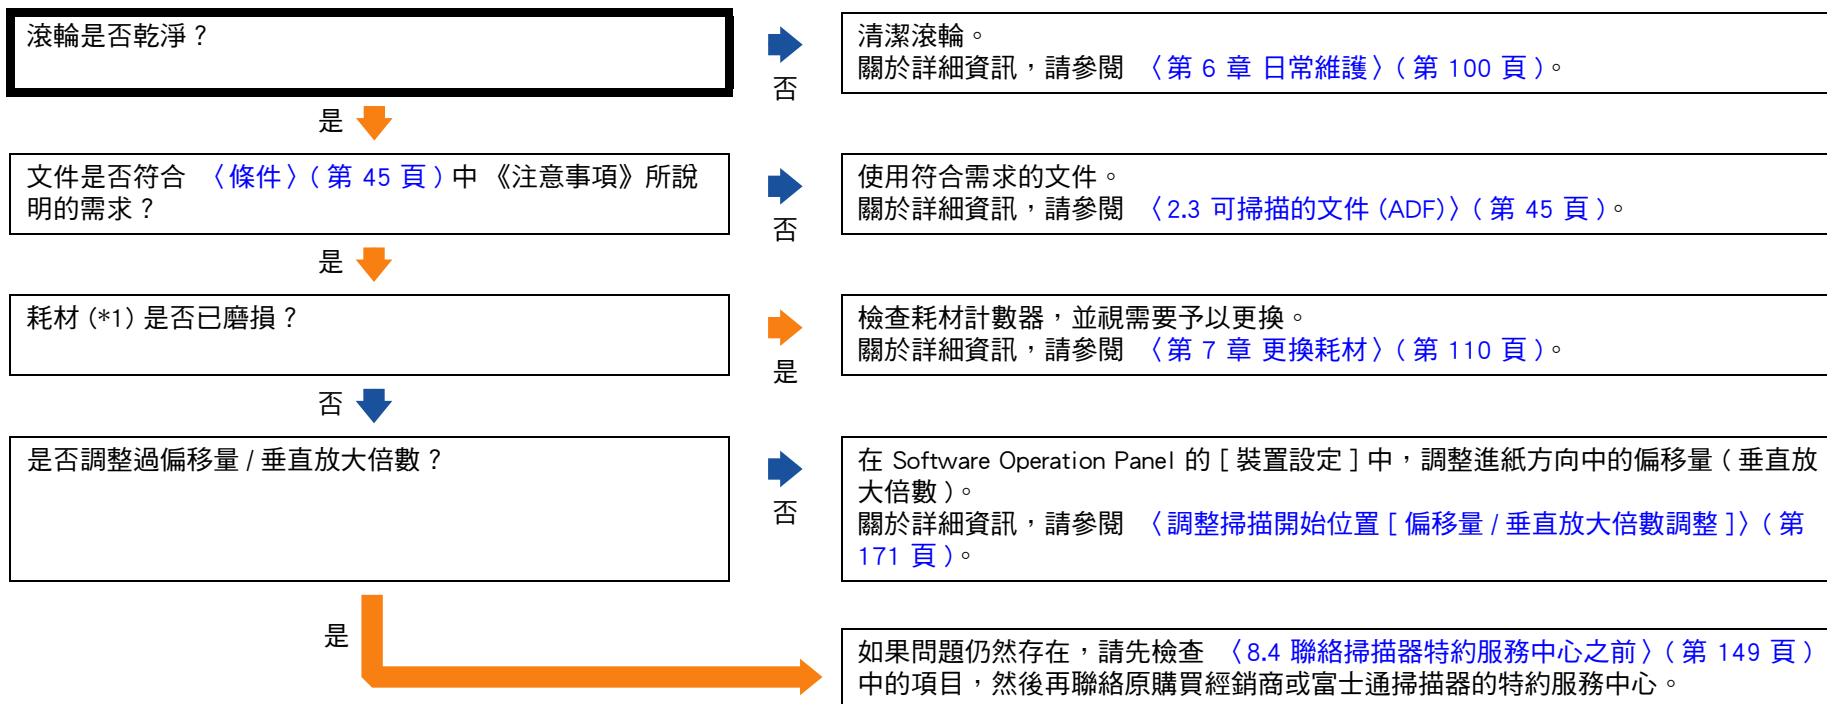 滾輪是否乾淨？
否
清潔滾輪。
關於詳細資訊，請參閱 〈第 6 章 日常維護〉( 第 100 頁 )。
是
文件是否符合 〈條件〉( 第 45 頁 ) 中 《注意事項》所說
明的需求？
否
使用符合需求的文件。
關於詳細資訊，請參閱 〈2.3 可掃描的文件 (ADF)〉( 第 45 頁 )。
是
耗材 (*1) 是否已磨損？
是
檢查耗材計數器，並視需要予以更換。
關於詳細資訊，請參閱 〈第 7 章 更換耗材〉( 第 110 頁 )。
否
是否調整過偏移量 / 垂直放大倍數？
否
在 Software Operation Panel 的 [ 裝置設定 ] 中，調整進紙方向中的偏移量 ( 垂直放
大倍數 )。
關於詳細資訊，請參閱 〈調整掃描開始位置 [ 偏移量 / 垂直放大倍數調整 ]〉( 第
171 頁 )。
是
如果問題仍然存在，請先檢查 〈8.4 聯絡掃描器特約服務中心之前〉( 第 149 頁 )
中的項目，然後再聯絡原購買經銷商或富士通掃描器的特約服務中心。